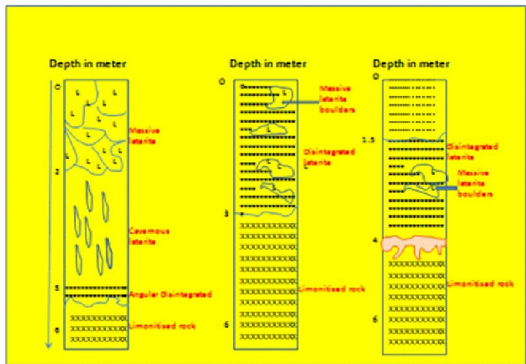 Depth in meter
0
L L
L L
L
L L
L L
L L
Massive
laterite
2
Cavernous
laterite
5
Angular Disintegrated
Limonitised rock
6
Depth in meter
0
L
L
Massive
laterite
boulders
L
L L
L
Disintegrated
laterite
3
Limonitised rock
6
Depth in meter
0
1.5
Disintegrated
laterite
Massive
laterite
boulders
4
Limonitised rock
6